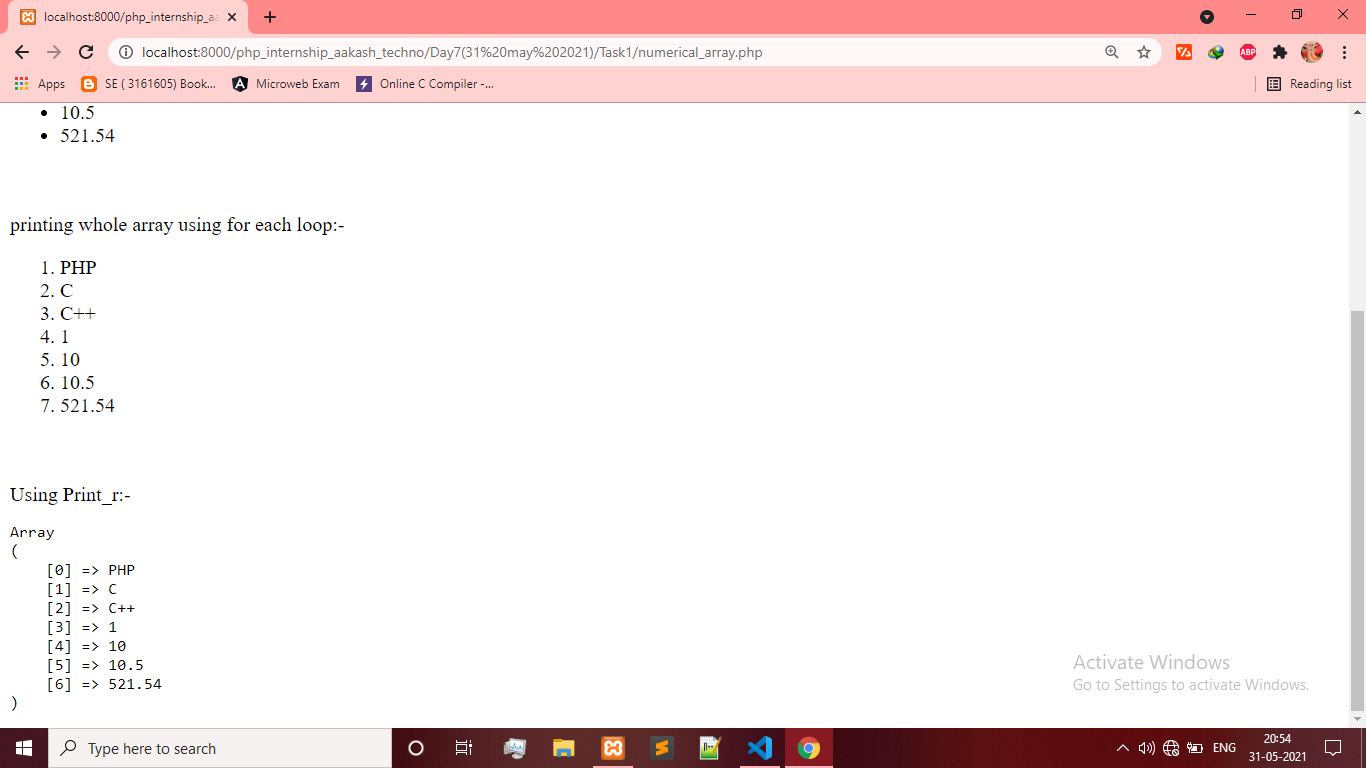 localhost:8000/php_internship_aa
localhost:8000/php_internship_aakash_techno/Day7(31%20may%202021)/Task1/numerical_array.php
ABP
Apps SE ( 3161605) Book... Microweb Exam Online C Compiler -... Reading list
• 10.5
• 521.54
printing whole array using for each loop:-
1. PHP
2. C
3. C++
4. 1
5. 10
6. 10.5
7. 521.54
Using Print_r:-
Array
(
[0] => PHP
[1] => C
[2] => C++
[3] => 1
[4] => 10
[5] => 10.5
[6] => 521.54
)
Activate Windows
Go to Settings to activate Windows.
Type here to search
ENG
20:54
31-05-2021